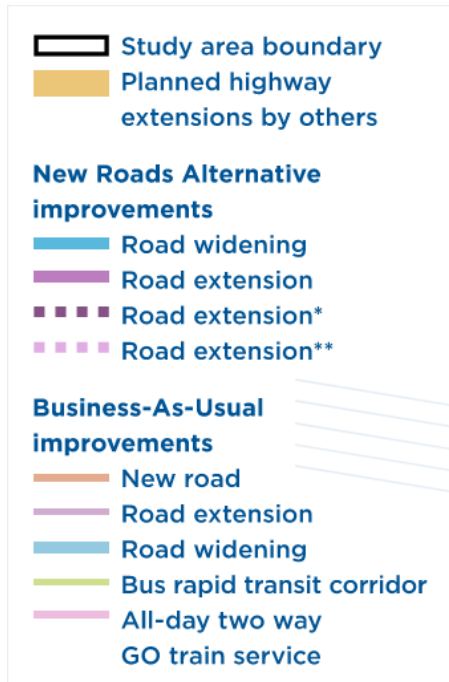 Study area boundary
Planned highway
extensions by others
New Roads Alternative
improvements
Road widening
Road extension
Road extension*
Road extension**
Business-As-Usual
improvements
New road
Road extension
Road widening
Bus rapid transit corridor
All-day two way
GO train service